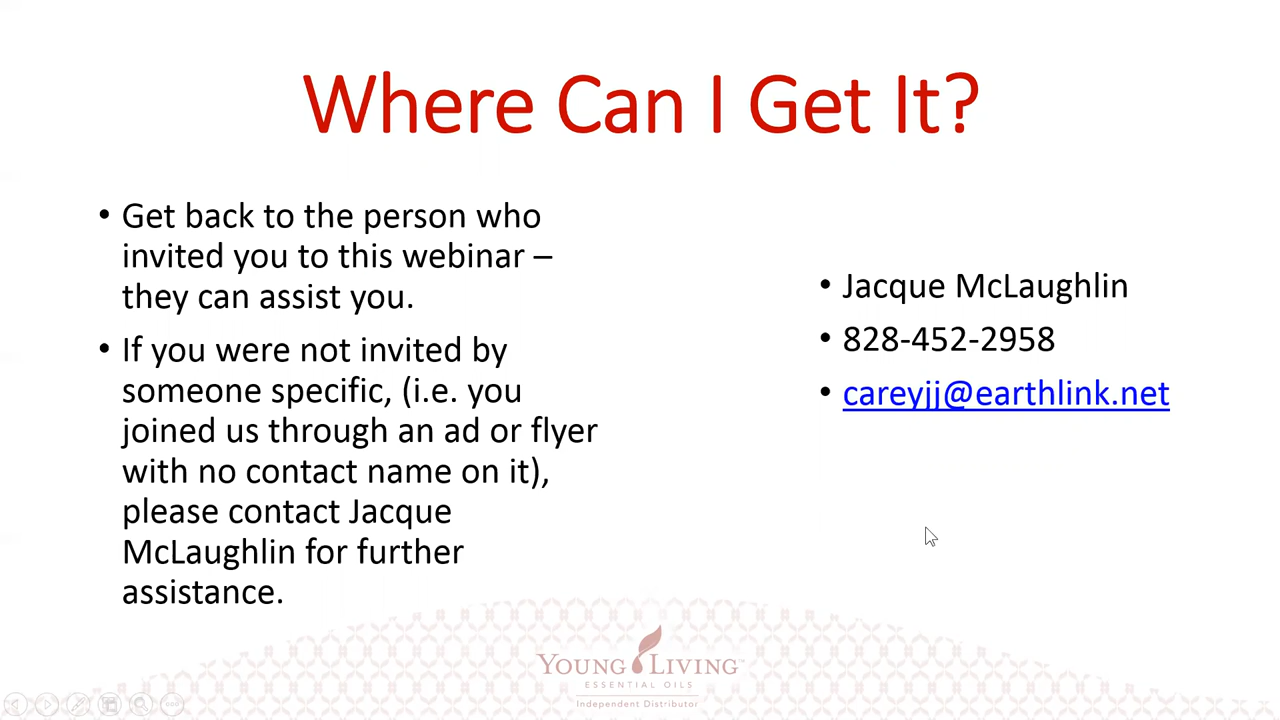 Where Can I Get It?
• Get back to the person who
invited you to this webinar –
they can assist you.
• If you were not invited by
someone specific, (i.e. you
joined us through an ad or flyer
with no contact name on it),
please contact Jacque
McLaughlin for further
assistance.
• Jacque McLaughlin
• 828-452-2958
• careyjj@earthlink.net
YOUNG LIVING™
ESSENTIAL OILS
Independent Distributor